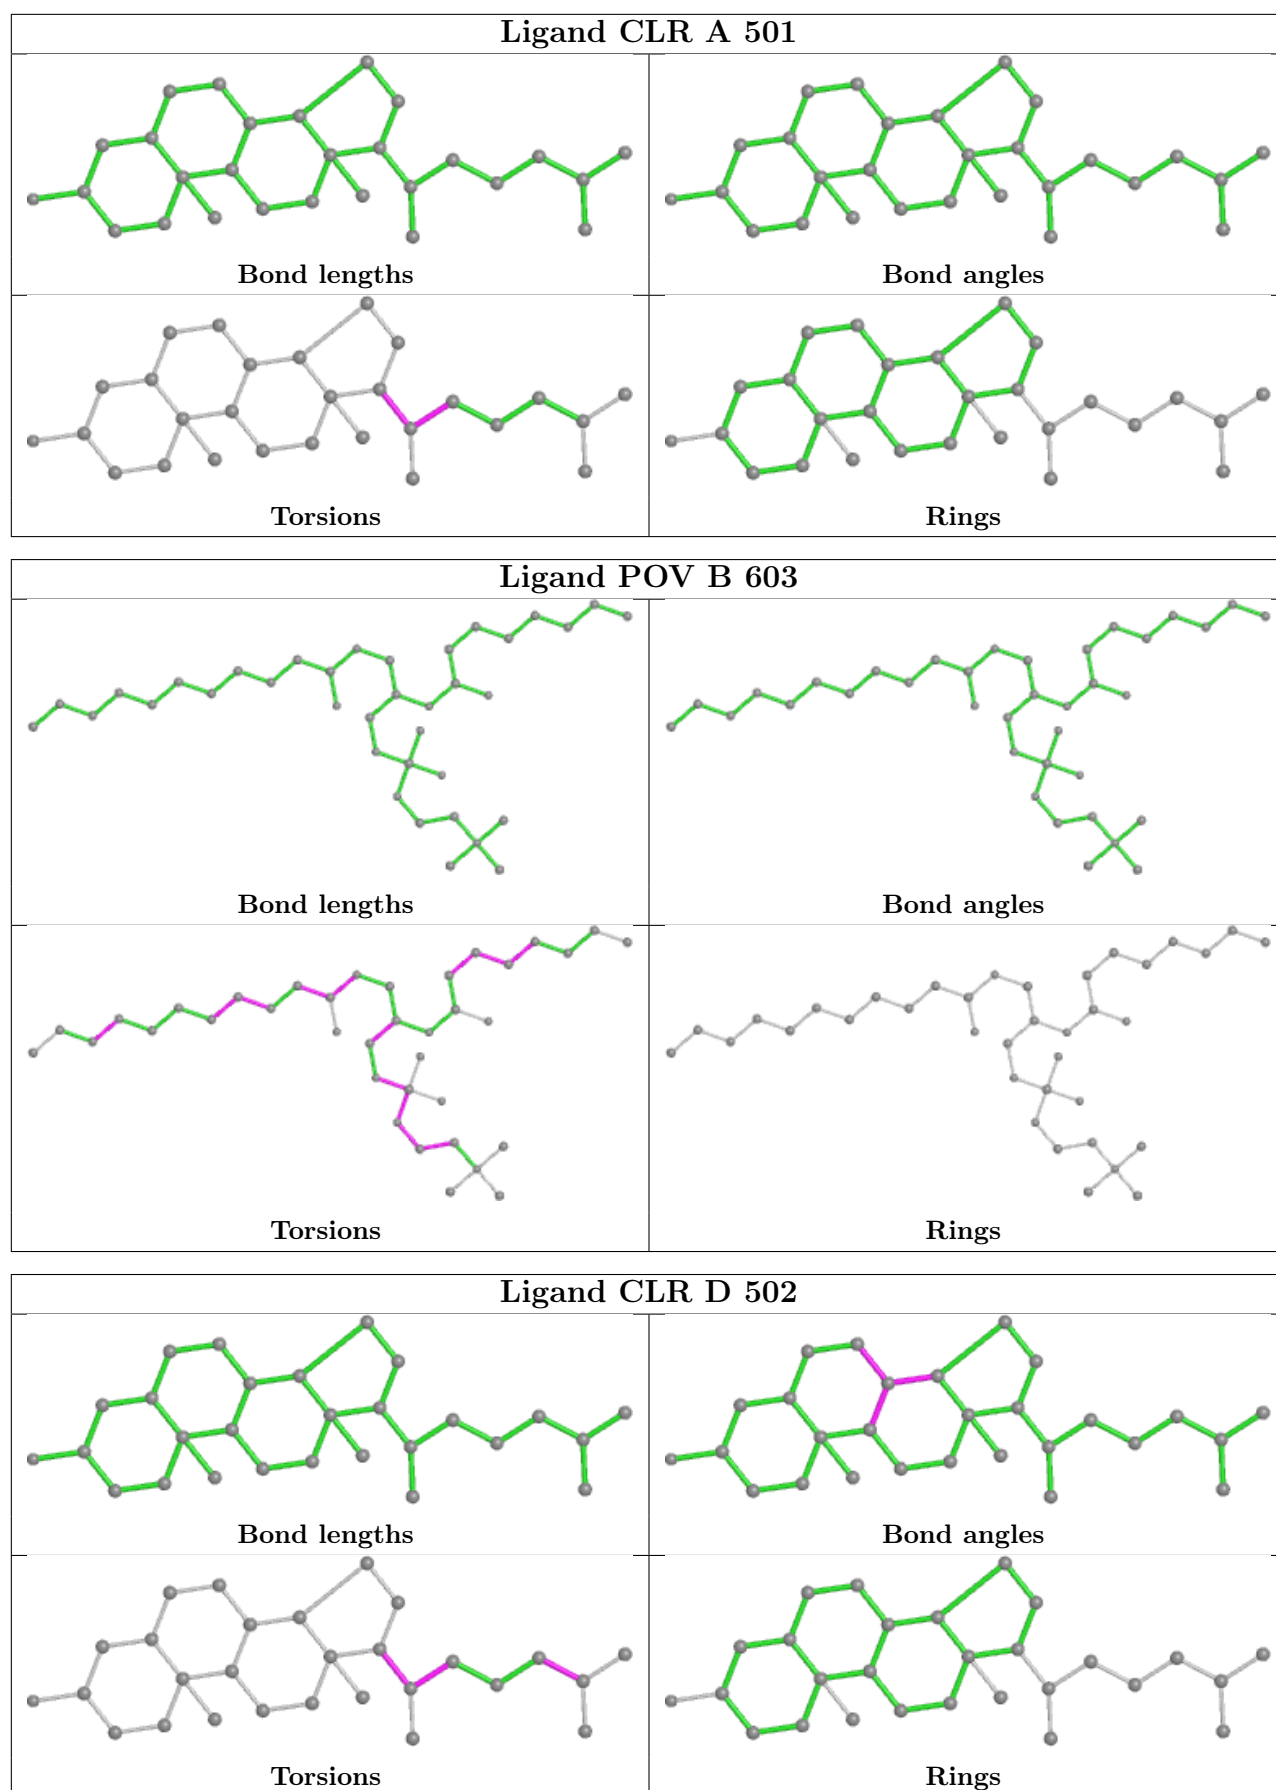 Ligand CLR A 501
Bond lengths
Bond angles
Torsions
Rings
Ligand POV B 603
Bond lengths
Bond angles
Torsions
Rings
Ligand CLR D 502
Bond lengths
Bond angles
Torsions
Rings